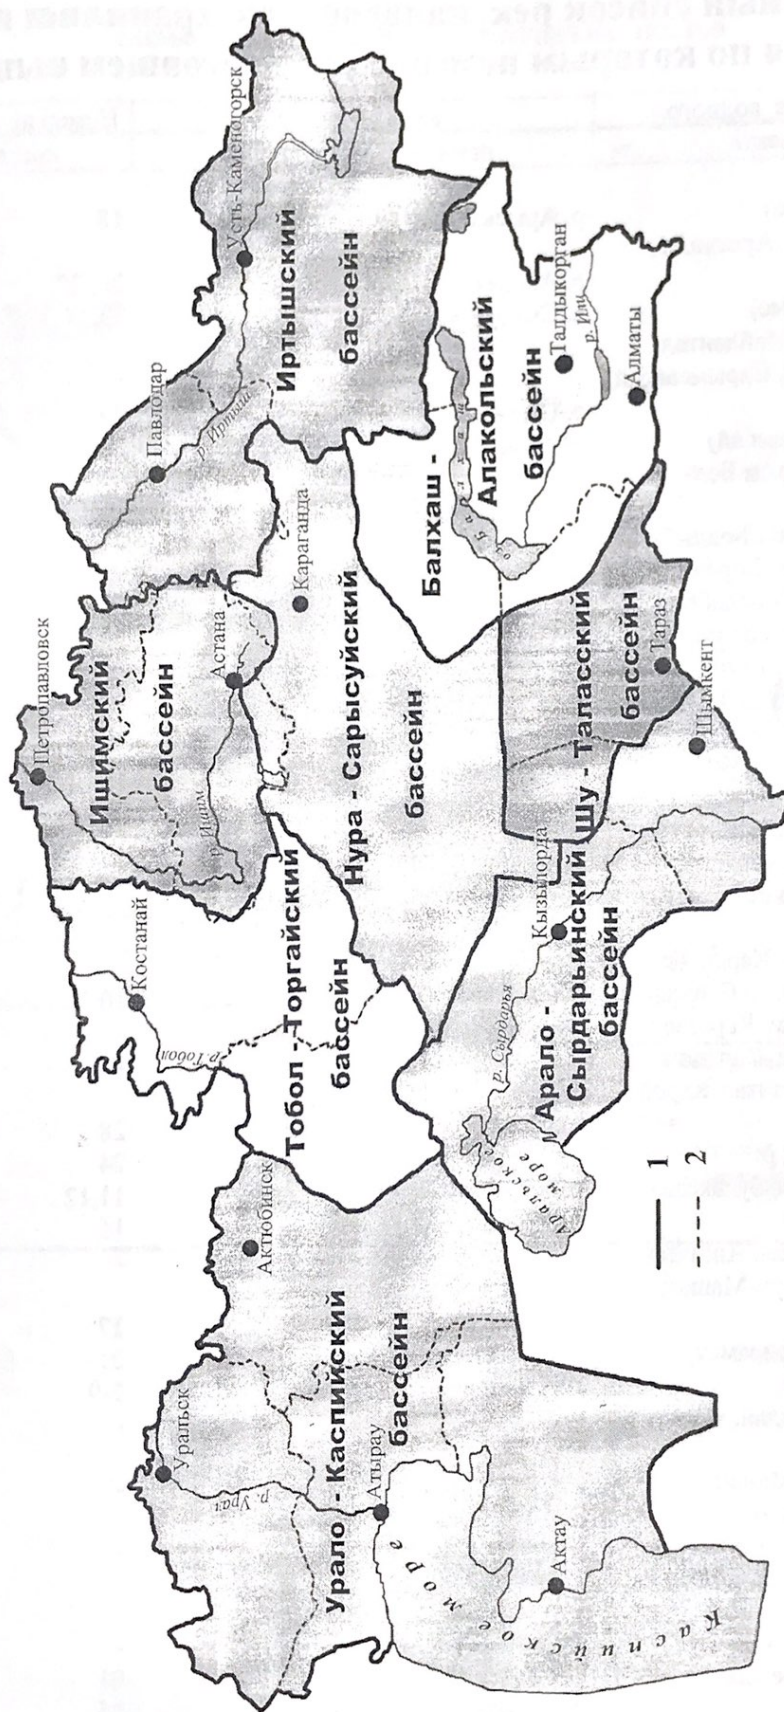 Урало - Каспийский
бассейн
Уральск
р. Урал
Атырау
Актау
Каспийское море
Актюбинск
Тобол - Торгайский
бассейн
Костанай
р. Тобол
Ишимский
бассейн
Петропавловск
р. Ишим
Астана
Нура - Сарысуйский
бассейн
Караганда
Иртышский
бассейн
Павлодар
р. Иртыш
Усть-Каменогорск
Балхаш -
Алакольский
бассейн
оз. Балхаш
Талдыкорган
р. Или
Алматы
Шу - Таласский
бассейн
Тараз
Шымкент
Арало -
Сырдарьинский
бассейн
Кызылорда
р. Сырдарья
Аральское
море
1
2